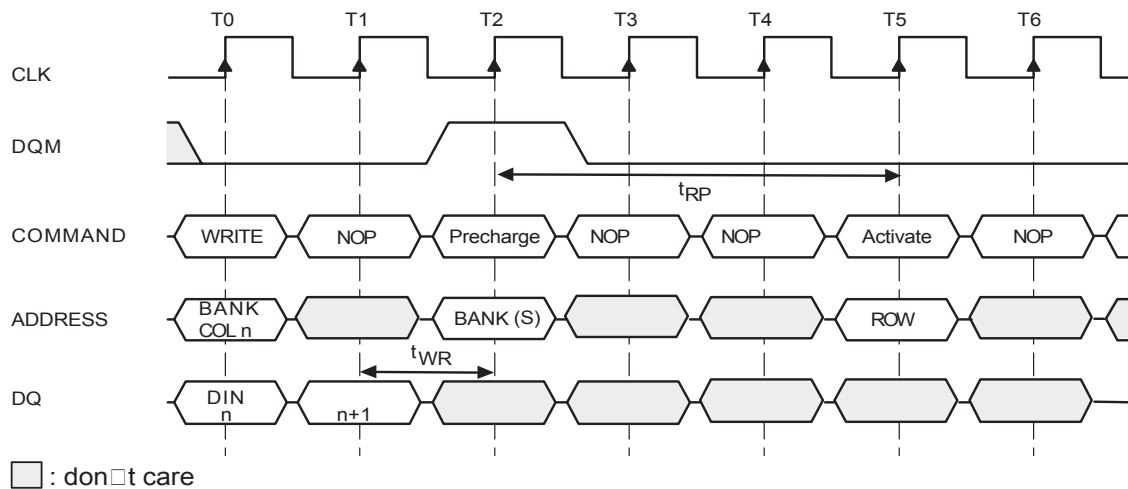 T0 T1 T2 T3 T4 T5 T6
CLK
DQM
tRP
COMMAND WRITE NOP Precharge NOP NOP Activate NOP
ADDRESS BANK COL n BANK (S) ROW
tWR
DQ DIN n n+1
: don□t care